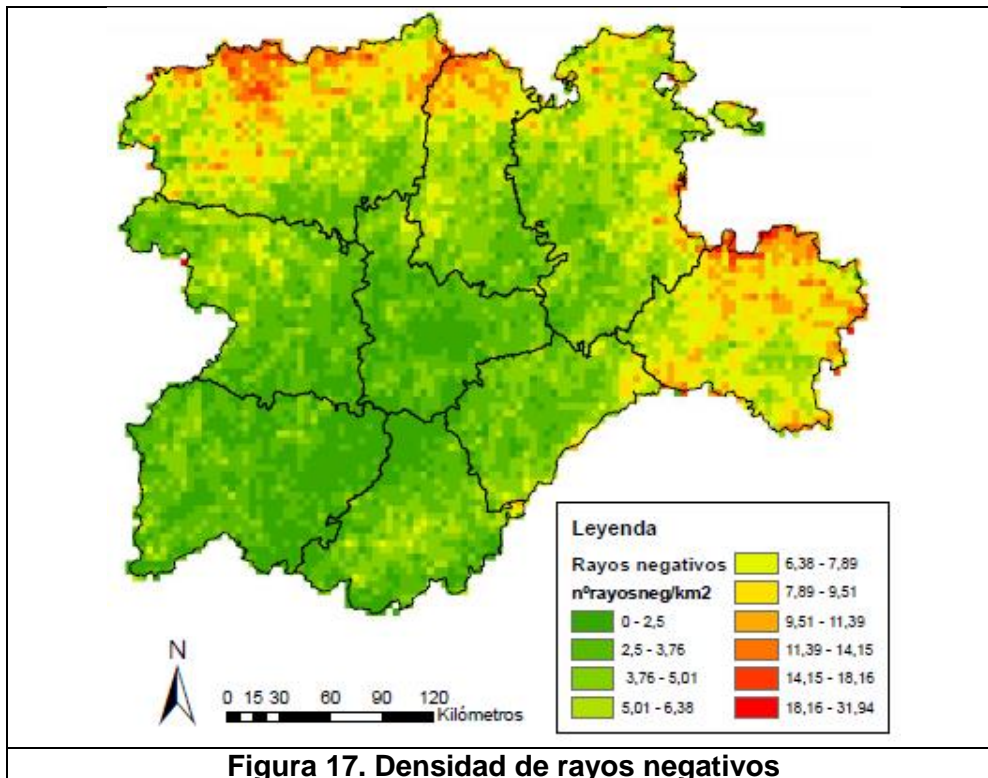 Leyenda
Rayos negativos
nºrayosneg/km2
0 - 2,5
2,5 - 3,76
3,76 - 5,01
5,01 - 6,38
6,38 - 7,89
7,89 - 9,51
9,51 - 11,39
11,39 - 14,15
14,15 - 18,16
18,16 - 31,94
N
0 15 30 60 90 120
Kilómetros
Figura 17. Densidad de rayos negativos